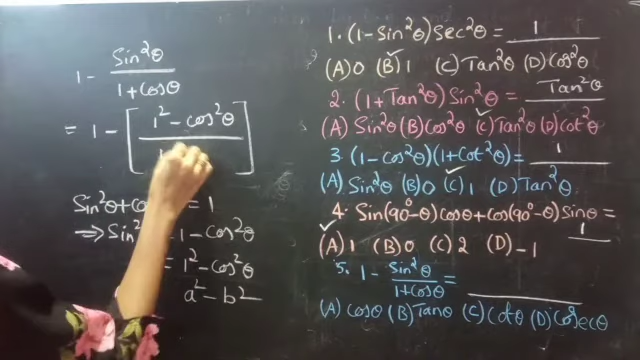 1 - Sin²θ / 1+cosθ
= 1 - [ 1² - cos²θ / 1
Sin²θ + co = 1
⇒ Sin² 1 - cos²θ
= 1² - cos²θ
a² - b²
1. (1-Sin²θ) Sec²θ = 1
(A) 0 (B) 1 (C) Tan²θ (D) Cos²θ
2. (1+Tan²θ) Sin²θ = Tan²θ
(A) Sin²θ (B) Cos²θ (C) Tan²θ (D) Cot²θ
3. (1-cos²θ)(1+cot²θ) = 1
(A) Sin²θ (B) 0 (C) 1 (D) Tan²θ
4. Sin(90°-θ) cosθ + cos(90°-θ) Sinθ = 1
(A) 1 (B) 0 (C) 2 (D) -1
5. 1 - Sin²θ / 1+cosθ =
(A) cosθ (B) Tanθ (C) Cotθ (D) Cosecθ